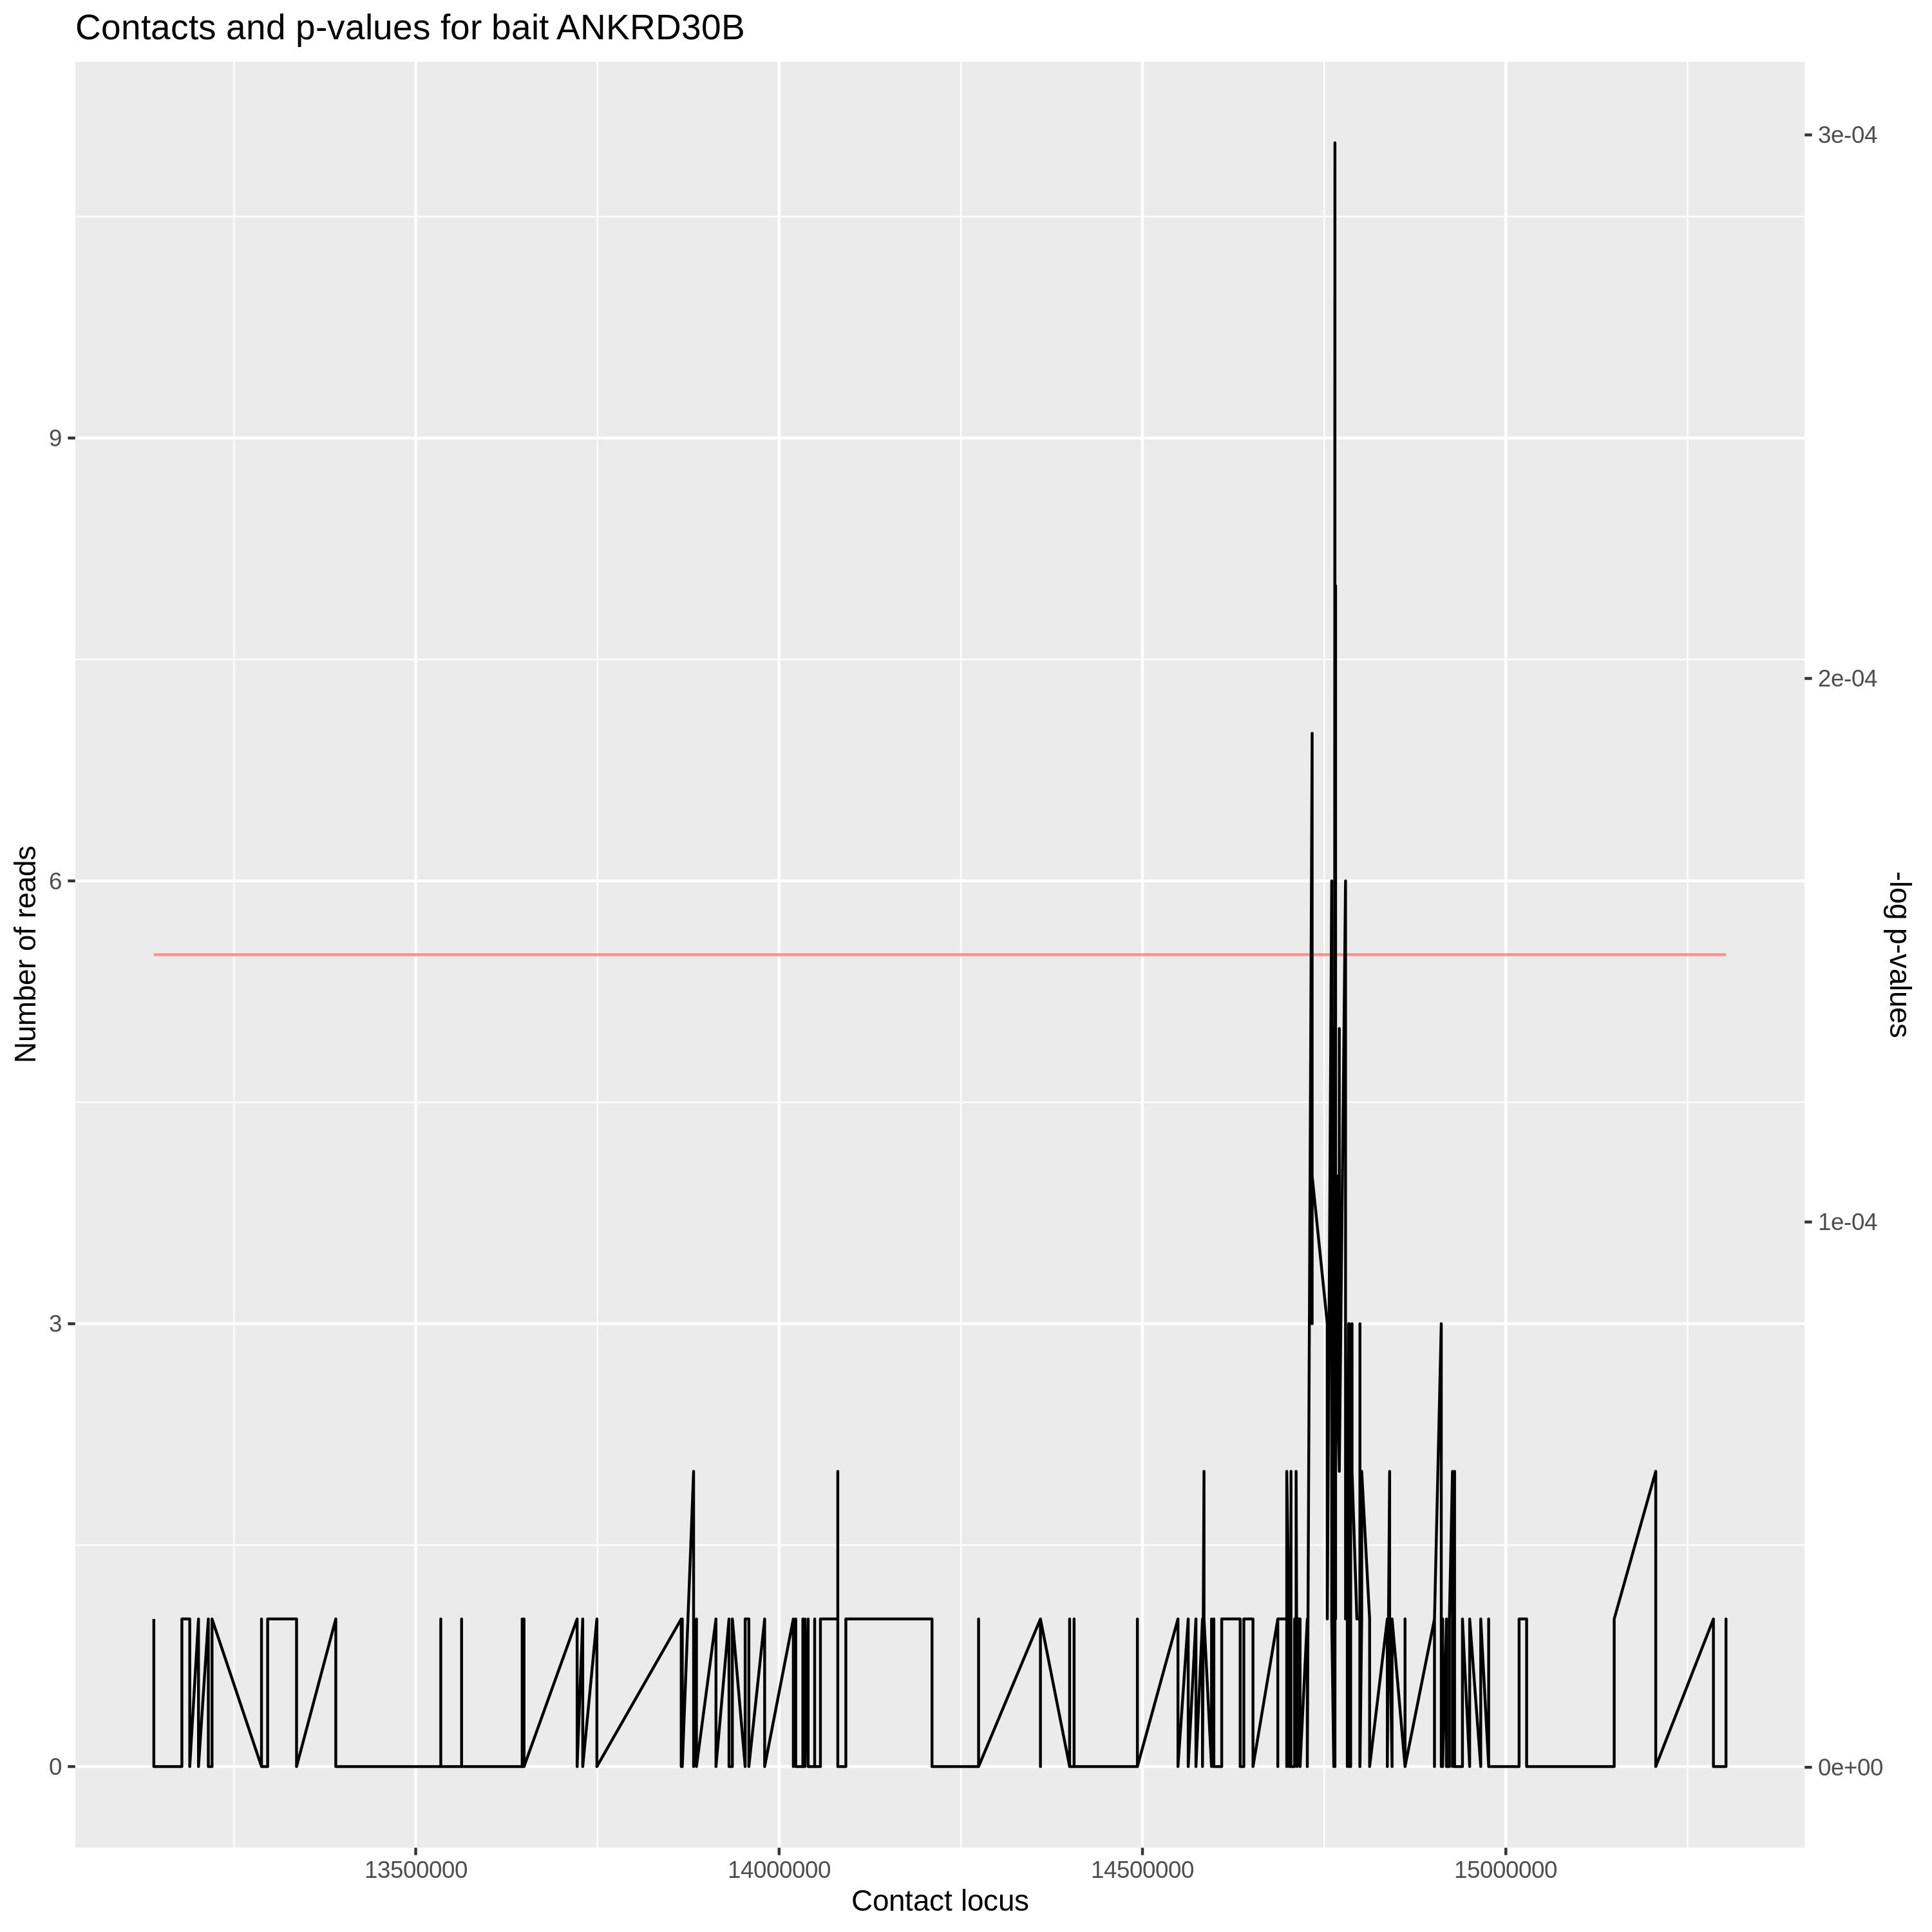 Contacts and p-values for bait ANKRD30B
Number of reads
9
6
3
0
3e-04
2e-04
1e-04
0e+00
-log p-values
13500000
14000000
14500000
15000000
Contact locus